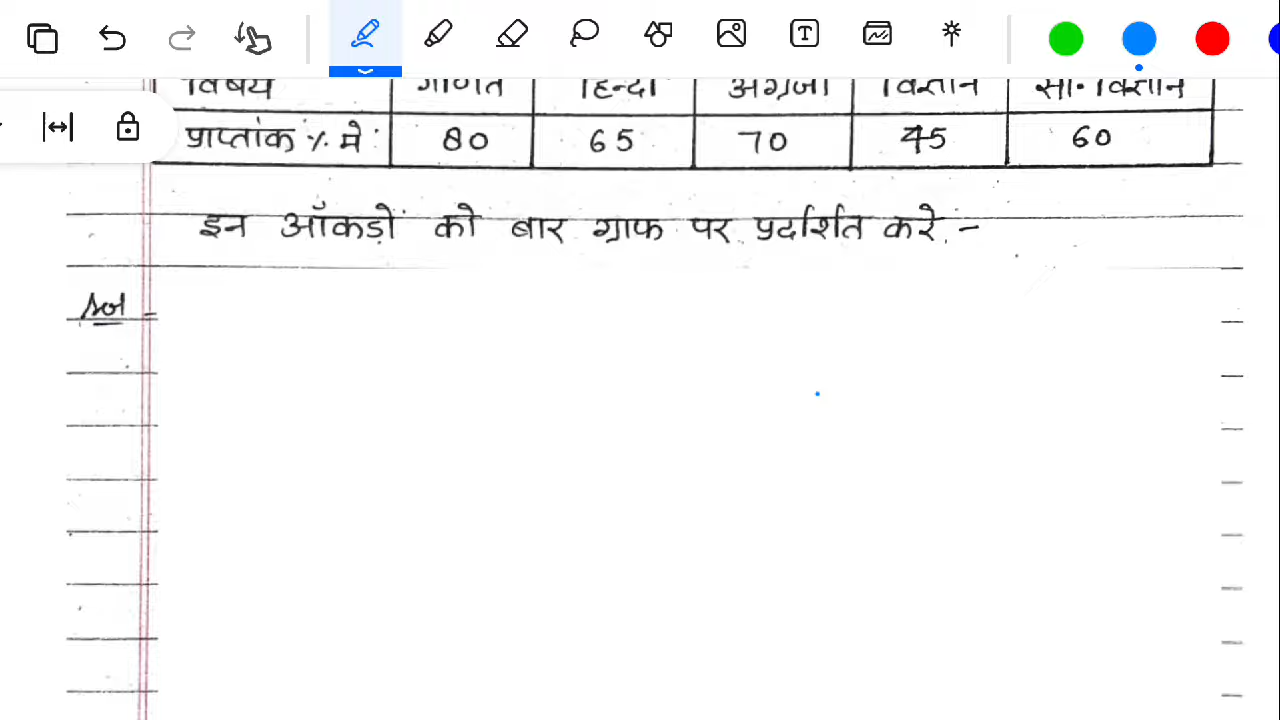 विषय गणित हिन्दी अंग्रेजी विज्ञान सा. विज्ञान
प्राप्तांक % में : 80 65 70 45 60
इन आँकड़ों को बार ग्राफ पर प्रदर्शित करें. -
Sol -